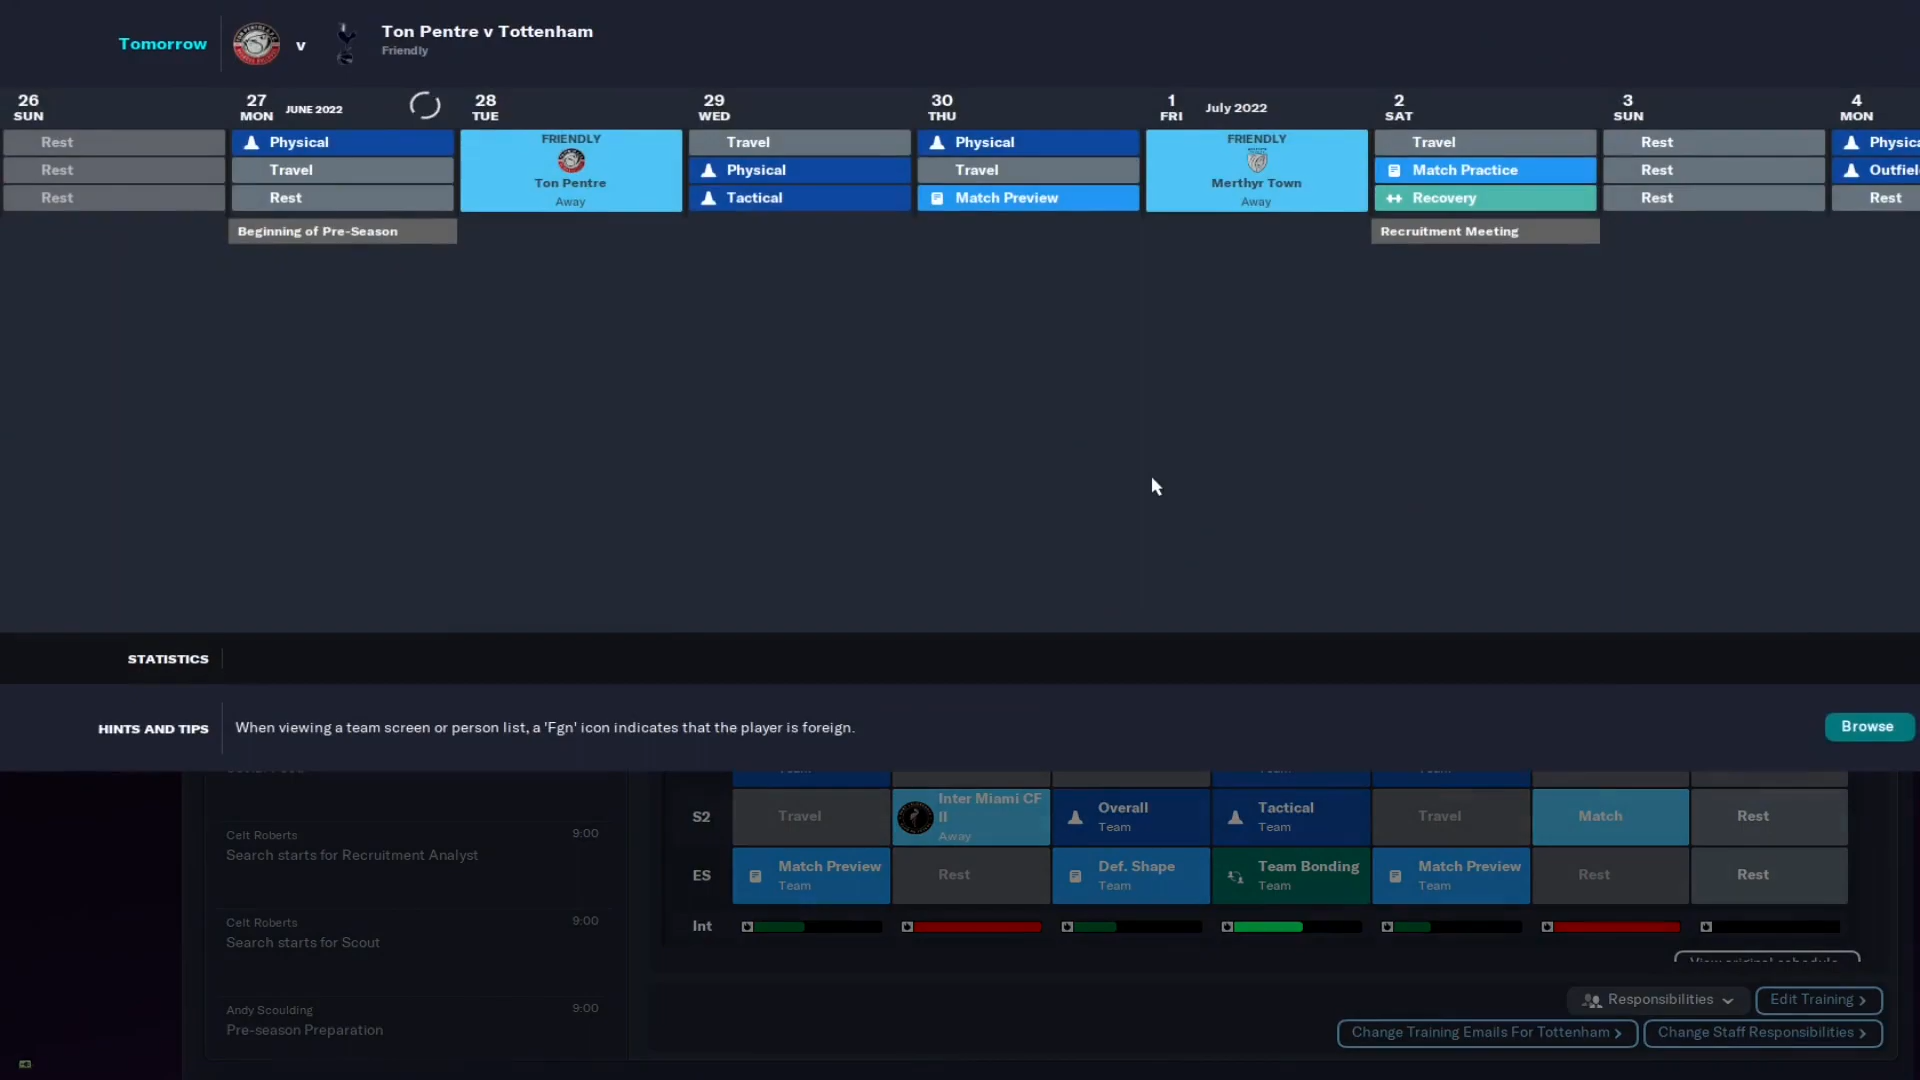 Tomorrow
v
Ton Pentre v Tottenham
Friendly
26
SUN
27
MON
JUNE 2022
28
TUE
29
WED
30
THU
1
FRI
July 2022
2
SAT
3
SUN
4
MON
Rest
Rest
Rest
Physical
Travel
Rest
Beginning of Pre-Season
FRIENDLY
Ton Pentre
Away
Travel
Physical
Tactical
Physical
Travel
Match Preview
FRIENDLY
Merthyr Town
Away
Travel
Match Practice
Recovery
Recruitment Meeting
Rest
Rest
Rest
Physica
Outfiel
Rest
STATISTICS
HINTS AND TIPS
When viewing a team screen or person list, a 'Fgn' icon indicates that the player is foreign.
Browse
Celt Roberts
9:00
Search starts for Recruitment Analyst
Celt Roberts
9:00
Search starts for Scout
Andy Scoulding
9:00
Pre-season Preparation
S2
Travel
Inter Miami CF
II
Away
Overall
Team
Tactical
Team
Travel
Match
Rest
ES
Match Preview
Team
Rest
Def. Shape
Team
Team Bonding
Team
Match Preview
Team
Rest
Rest
Int
View original schedule
Responsibilities
Edit Training
Change Training Emails For Tottenham
Change Staff Responsibilities